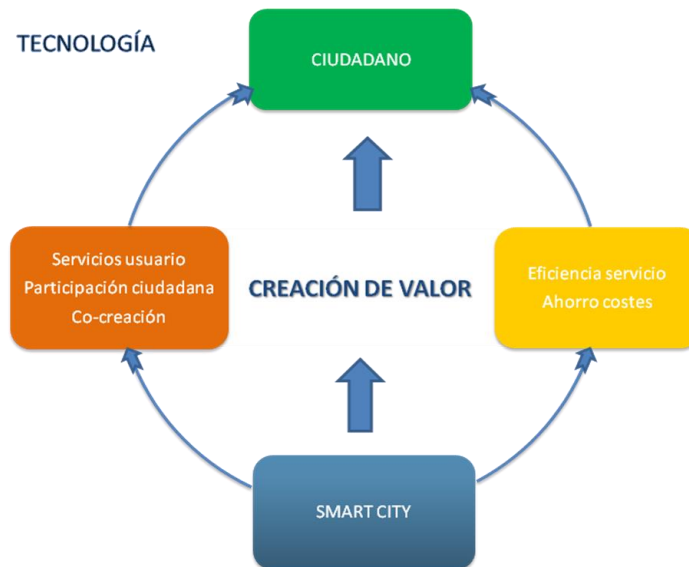 TECNOLOGÍA
CIUDADANO
Servicios usuario
Participación ciudadana
Co-creación
CREACIÓN DE VALOR
Eficiencia servicio
Ahorro costes
SMART CITY